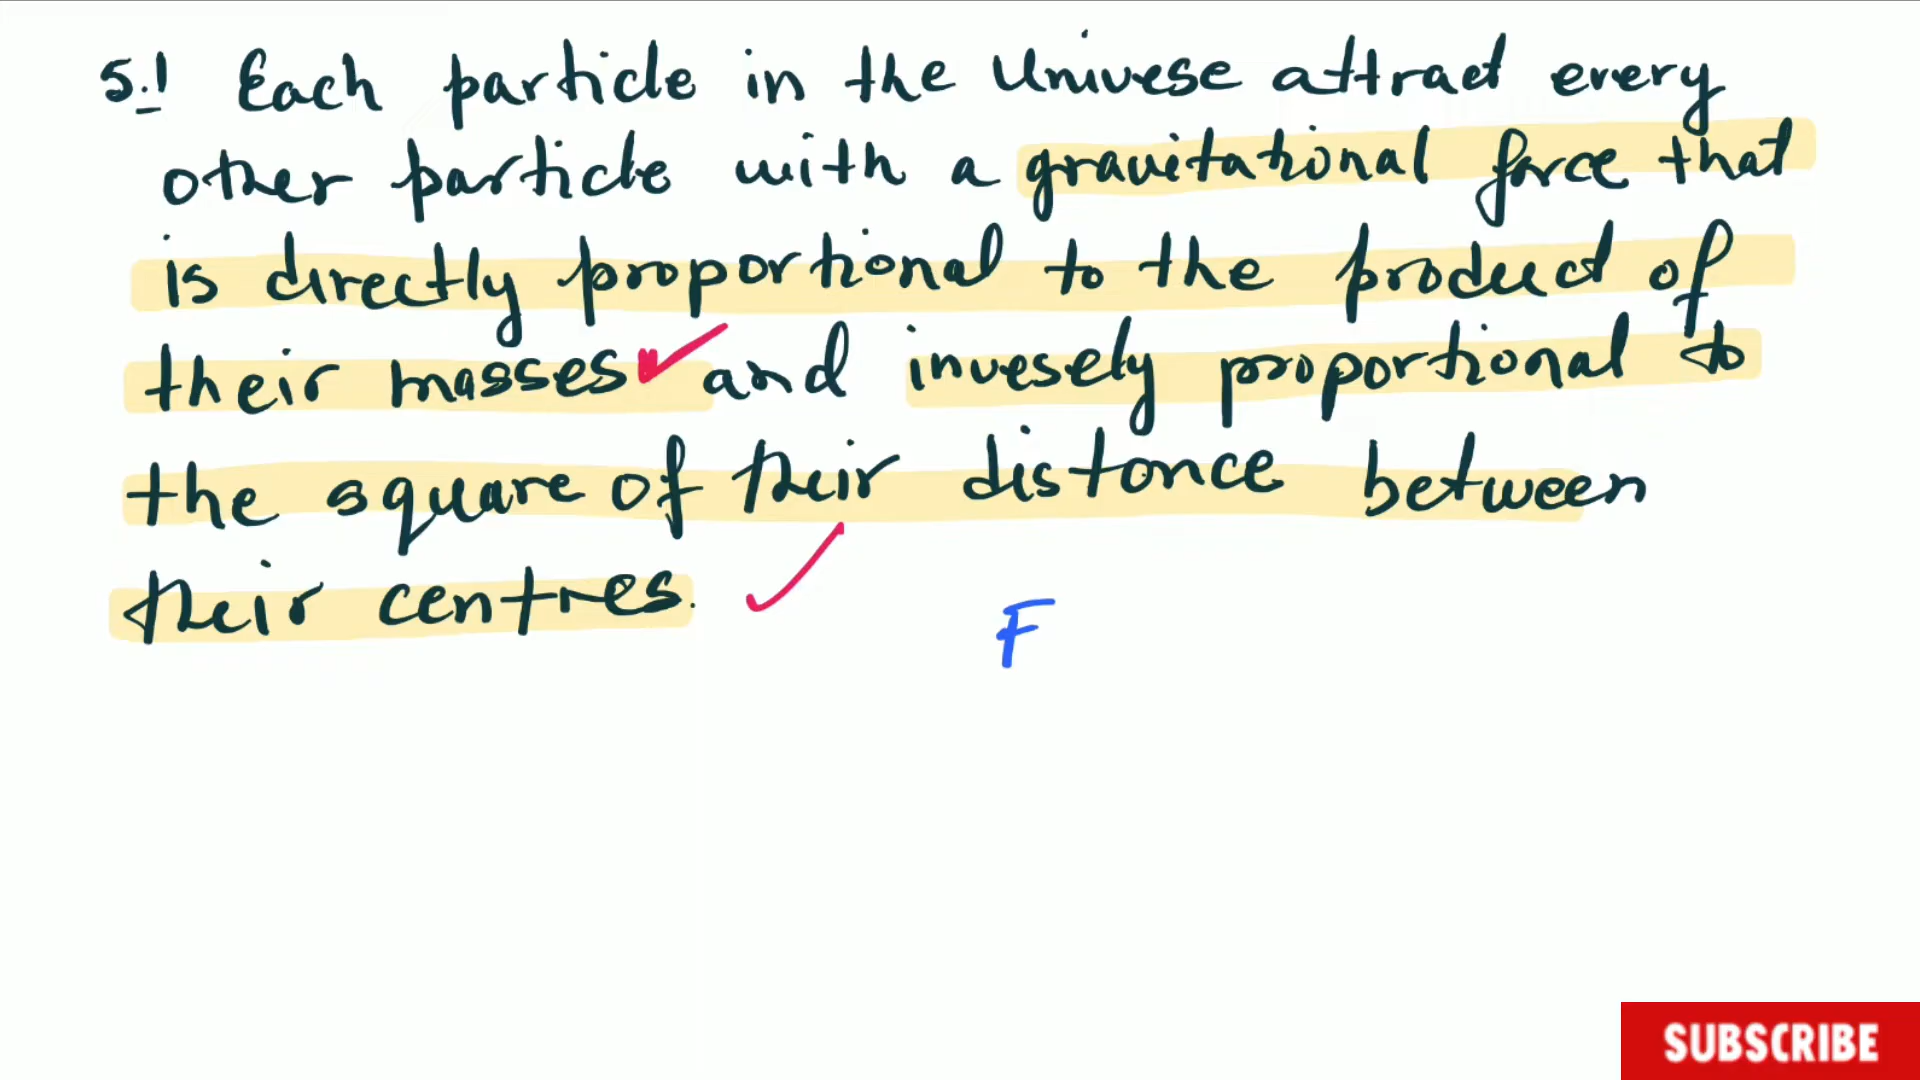 5.1 Each particle in the Univese attract every
other particle with a gravitational force that
is directly proportional to the product of
their masses and invesely proportional to
the square of their distance between
their centres.
F
SUBSCRIBE